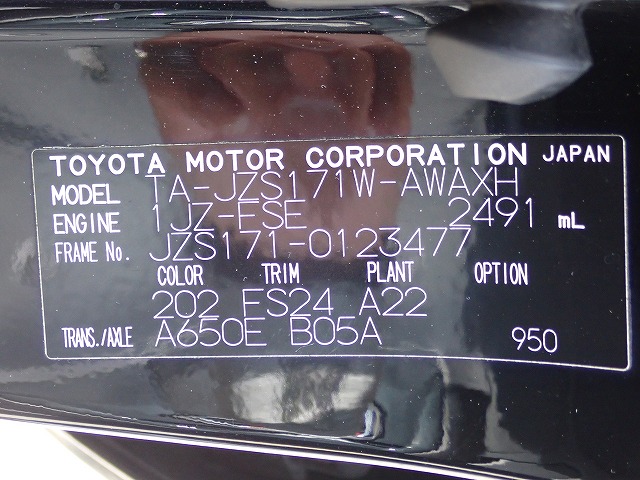 TOYOTA MOTOR CORPORATION JAPAN
MODEL TA-JZS171W-AWAXH
ENGINE 1JZ-FSE 2491 mL
FRAME No. JZS171-0123477
COLOR TRIM PLANT OPTION
202 FS24 A22
TRANS./AXLE A650E B05A 950